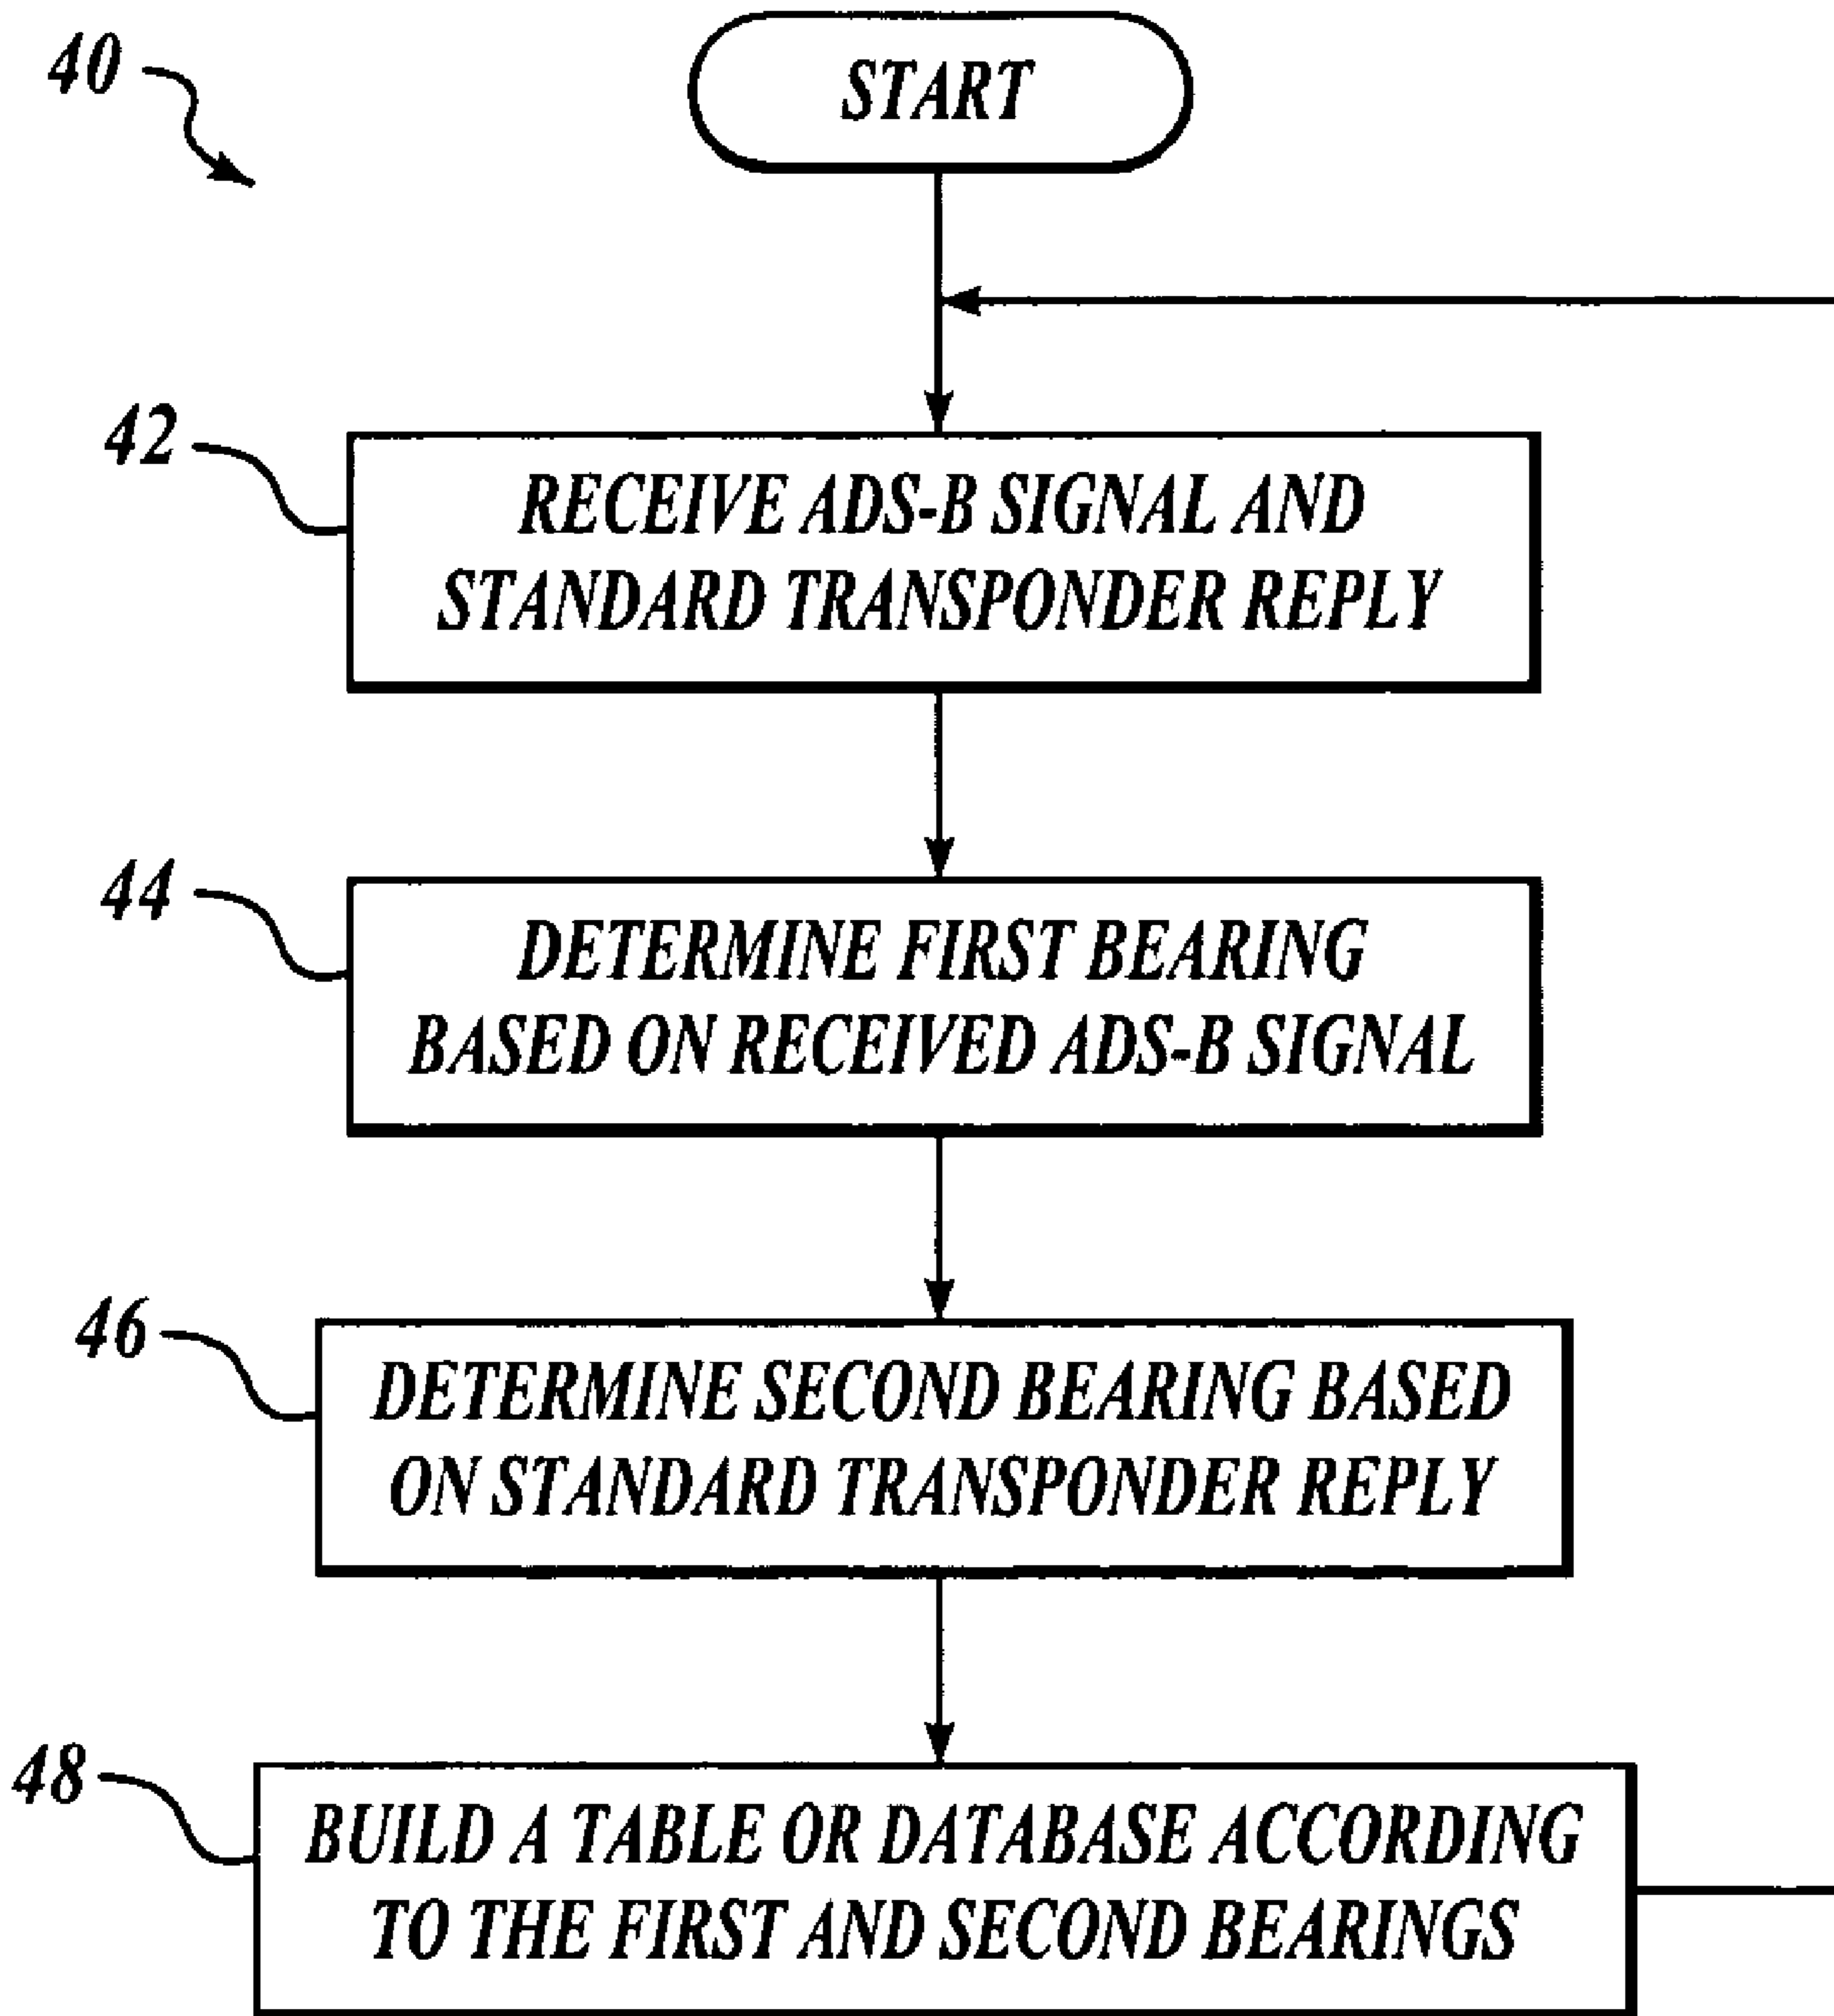 40
START
42
RECEIVE ADS-B SIGNAL AND
STANDARD TRANSPONDER REPLY
44
DETERMINE FIRST BEARING
BASED ON RECEIVED ADS-B SIGNAL
46
DETERMINE SECOND BEARING BASED
ON STANDARD TRANSPONDER REPLY
48
BUILD A TABLE OR DATABASE ACCORDING
TO THE FIRST AND SECOND BEARINGS